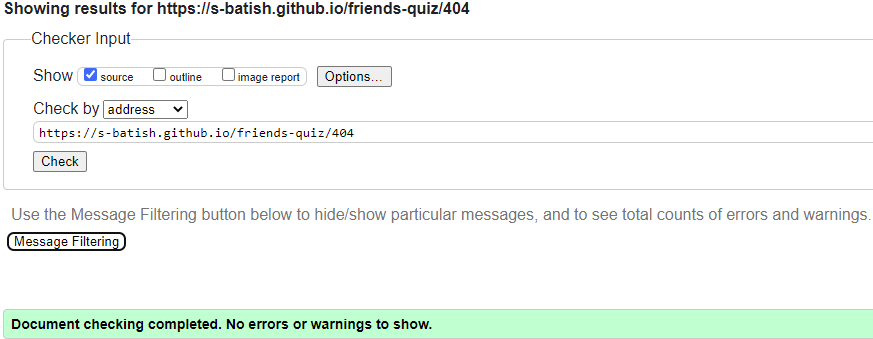 Showing results for https://s-batish.github.io/friends-quiz/404
Checker Input
Show source outline image report Options...
Check by address
https://s-batish.github.io/friends-quiz/404
Check
Use the Message Filtering button below to hide/show particular messages, and to see total counts of errors and warnings.
Message Filtering
Document checking completed. No errors or warnings to show.